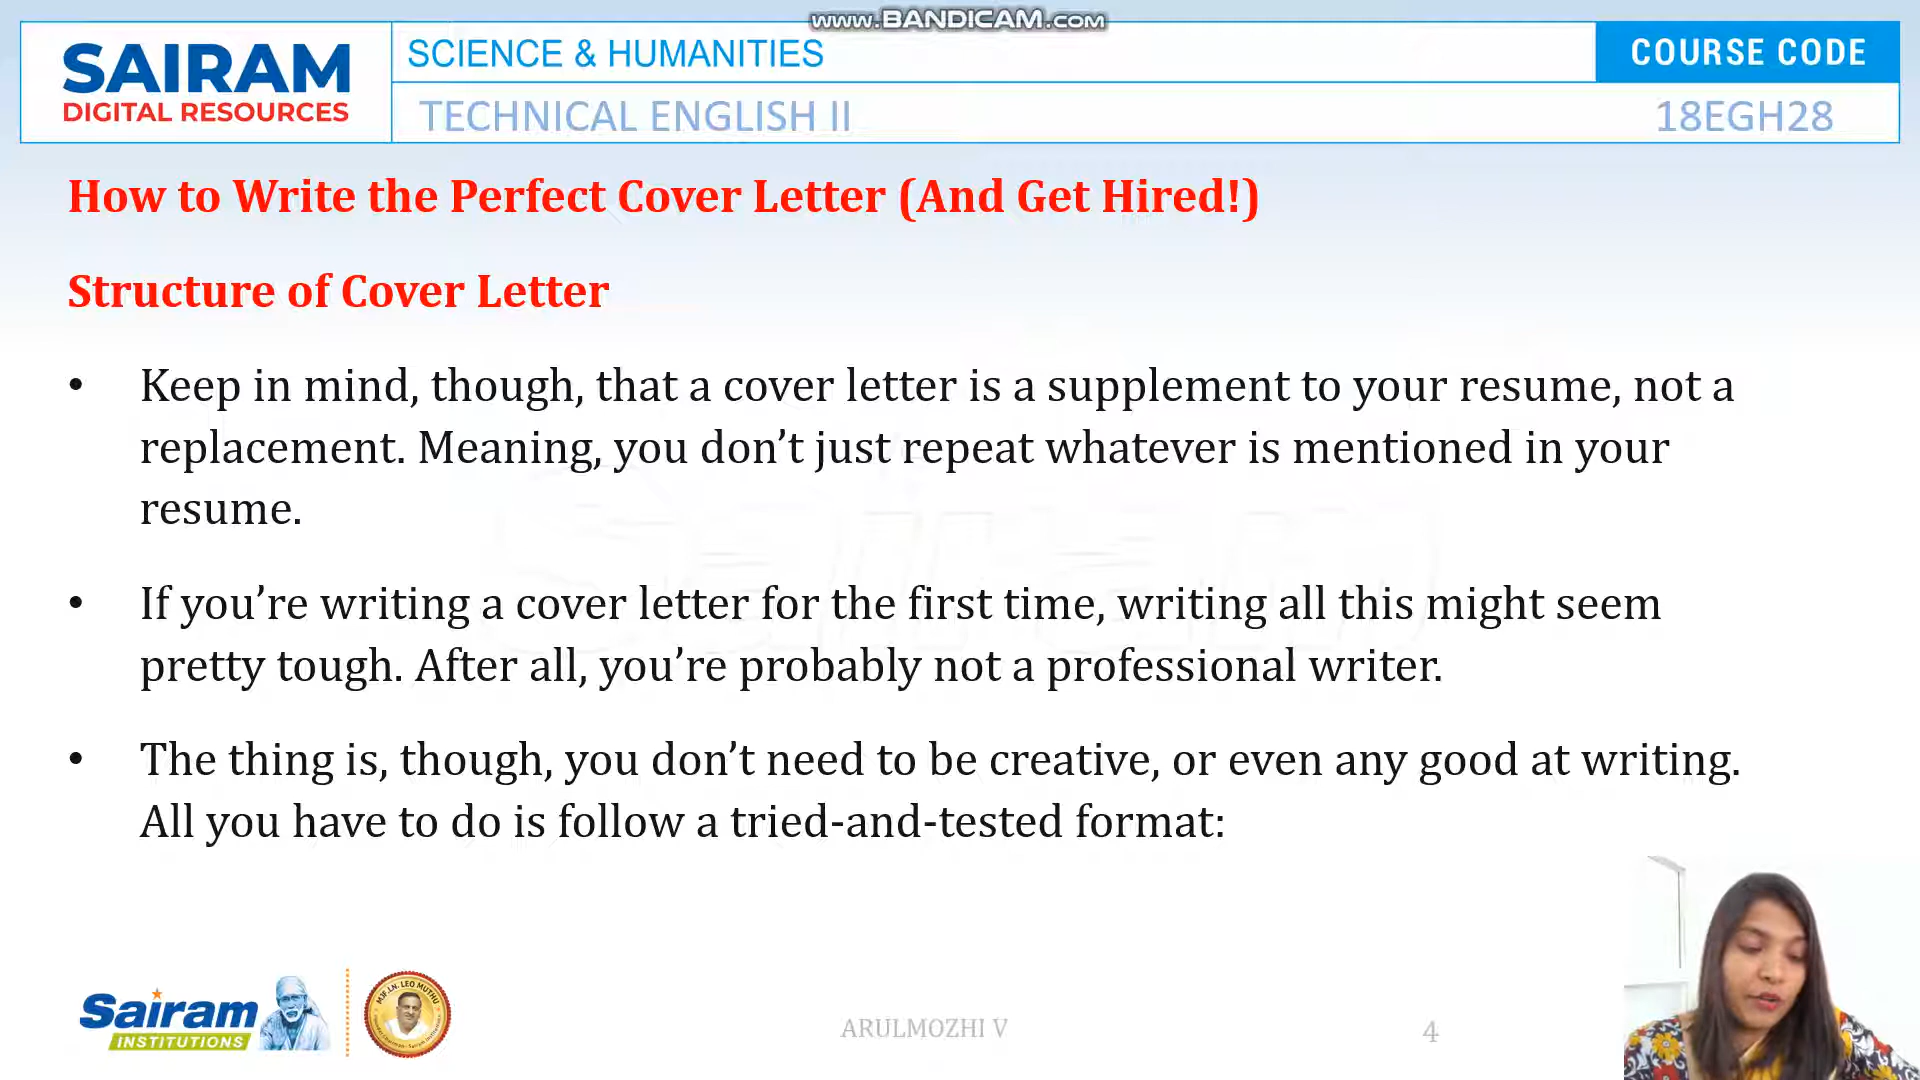 www.BANDICAM.com
SAIRAM
DIGITAL RESOURCES
SCIENCE & HUMANITIES
COURSE CODE
TECHNICAL ENGLISH II
18EGH28
How to Write the Perfect Cover Letter (And Get Hired!)
Structure of Cover Letter
• Keep in mind, though, that a cover letter is a supplement to your resume, not a
replacement. Meaning, you don’t just repeat whatever is mentioned in your
resume.
• If you’re writing a cover letter for the first time, writing all this might seem
pretty tough. After all, you’re probably not a professional writer.
• The thing is, though, you don’t need to be creative, or even any good at writing.
All you have to do is follow a tried-and-tested format:
Sairam
INSTITUTIONS
MJF.LN. LEO MUTHU
ARULMOZHI V
4